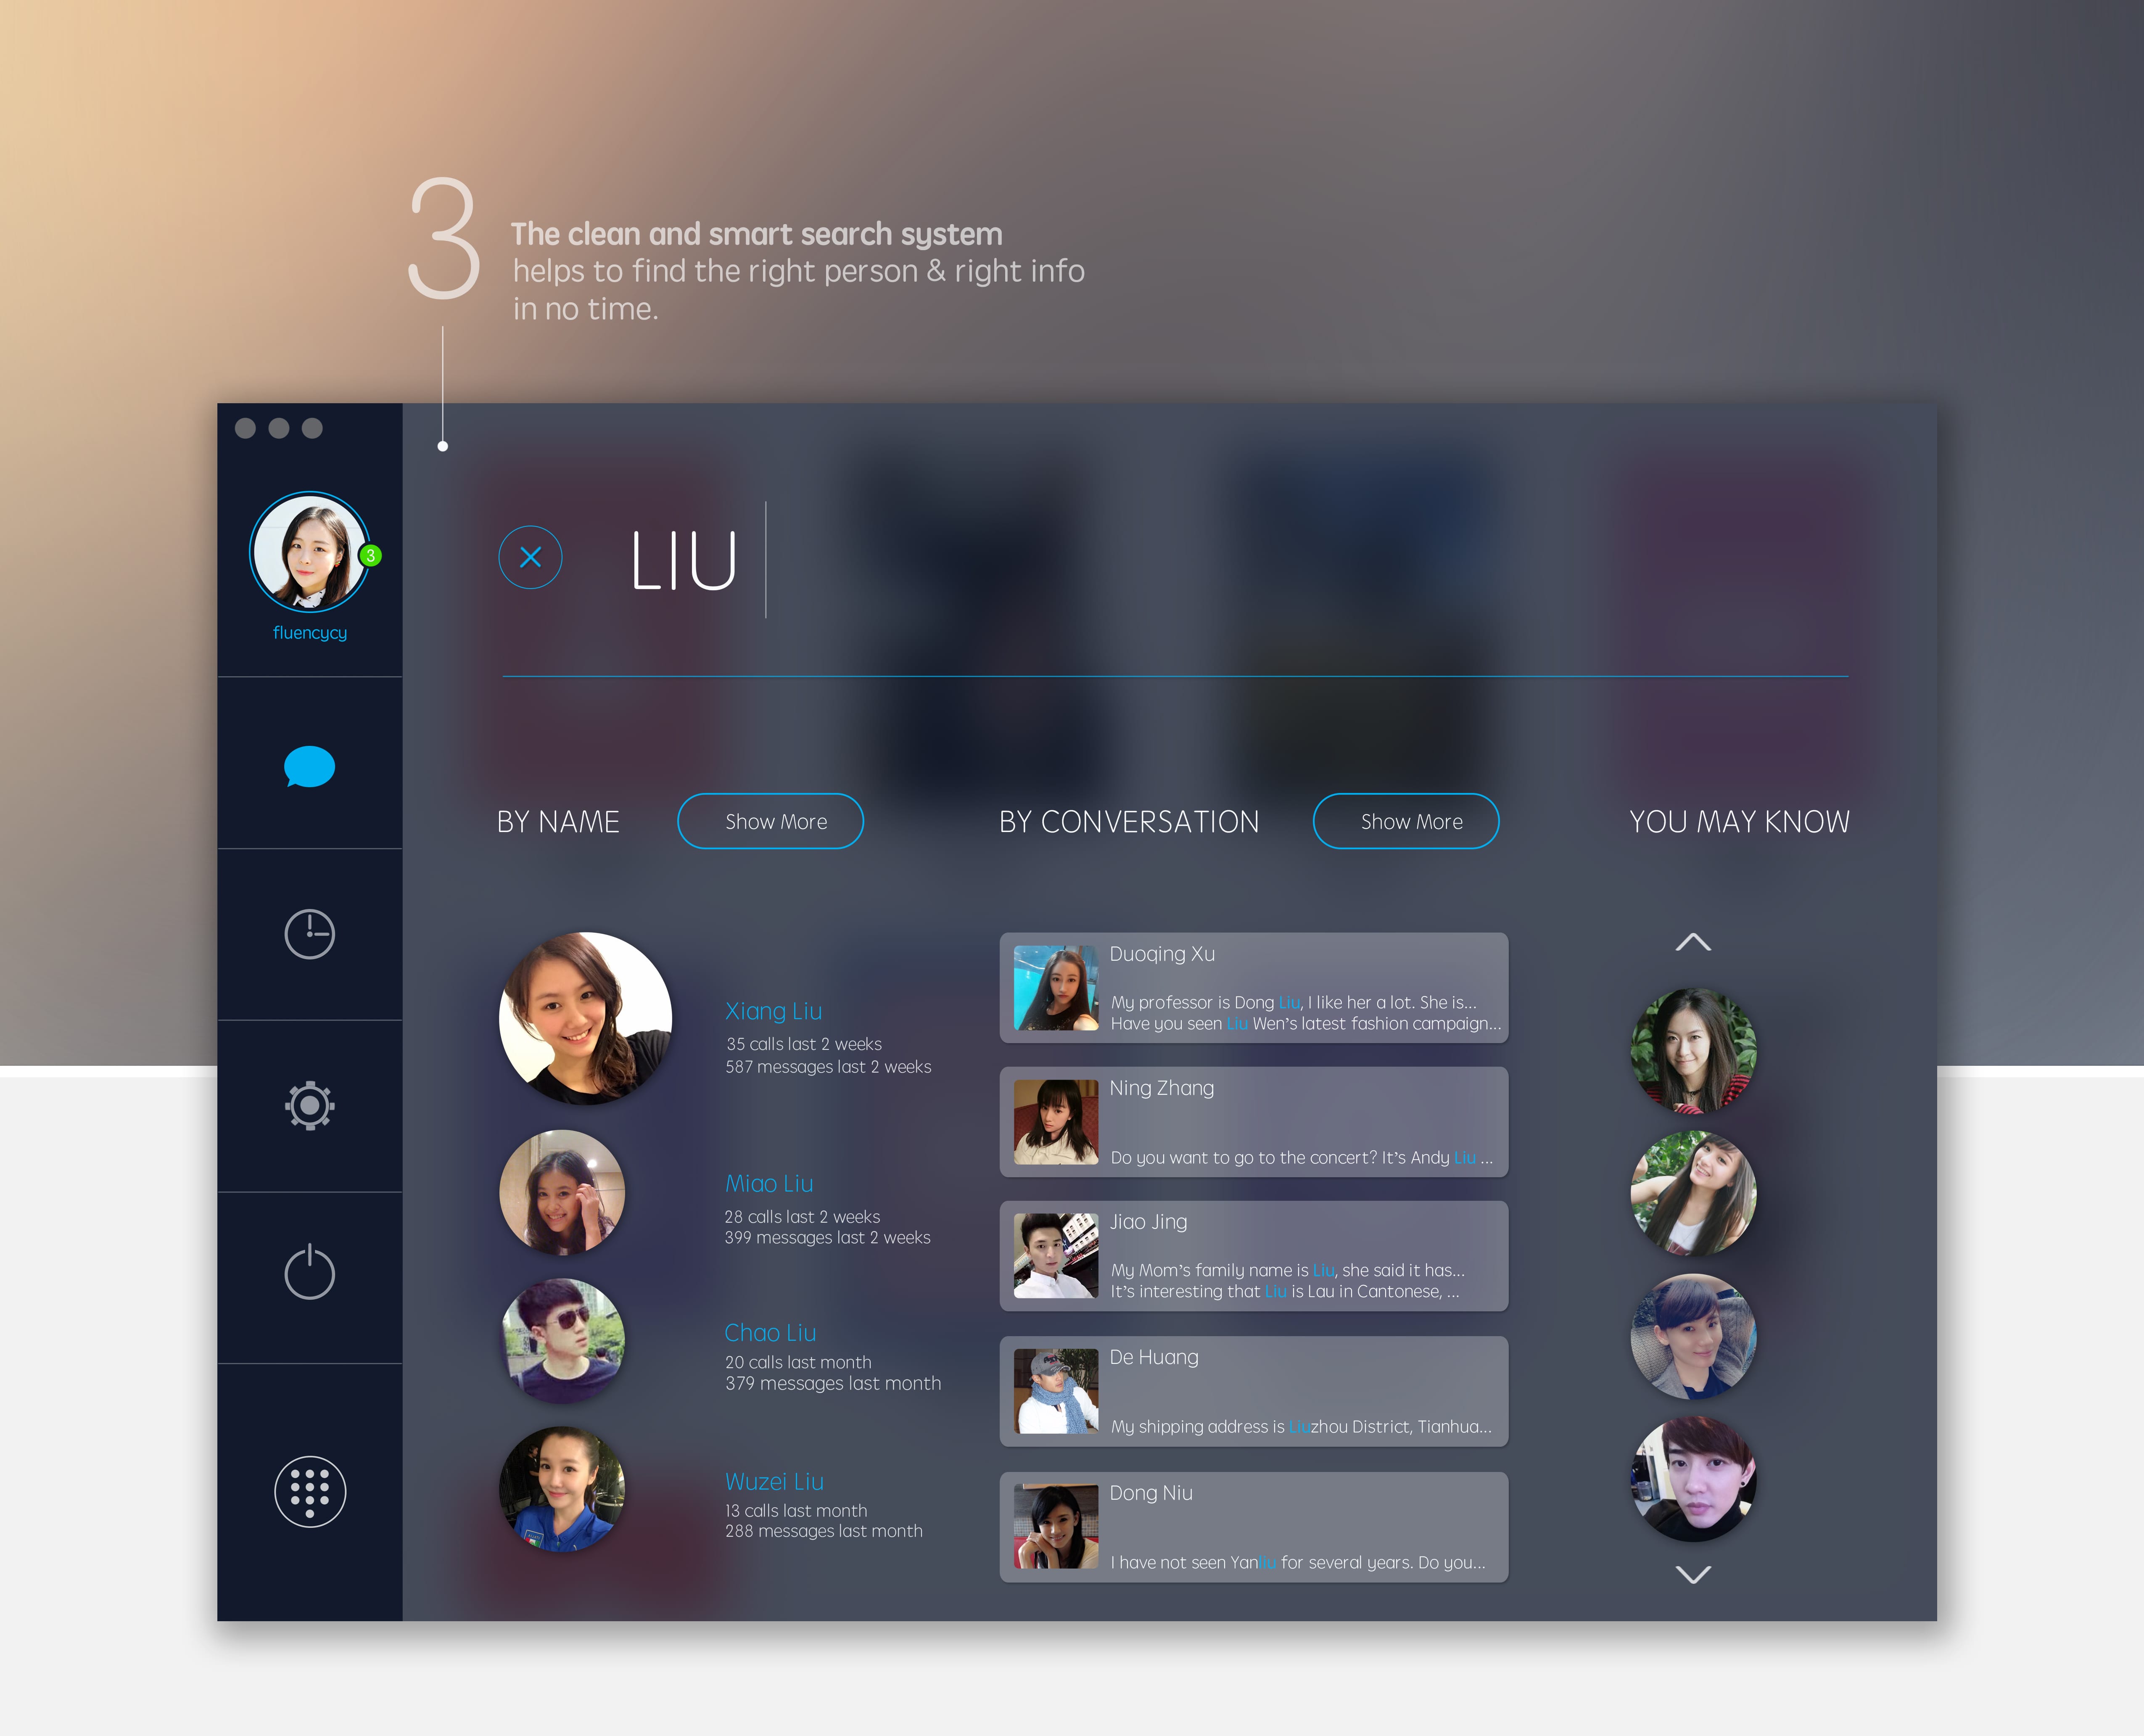 3
The clean and smart search system
helps to find the right person & right info
in no time.
3
fluencycy
LIU
BY NAME
Show More
Xiang Liu
35 calls last 2 weeks
587 messages last 2 weeks
Miao Liu
28 calls last 2 weeks
399 messages last 2 weeks
Chao Liu
20 calls last month
379 messages last month
Wuzei Liu
13 calls last month
288 messages last month
BY CONVERSATION
Show More
Duoqing Xu
My professor is Dong Liu, I like her a lot. She is...
Have you seen Liu Wen's latest fashion campaign...
Ning Zhang
Do you want to go to the concert? It's Andy Liu ...
Jiao Jing
My Mom's family name is Liu, she said it has...
It's interesting that Liu is Lau in Cantonese, ...
De Huang
My shipping address is Liuzhou District, Tianhua...
Dong Niu
I have not seen Yanliu for several years. Do you...
YOU MAY KNOW